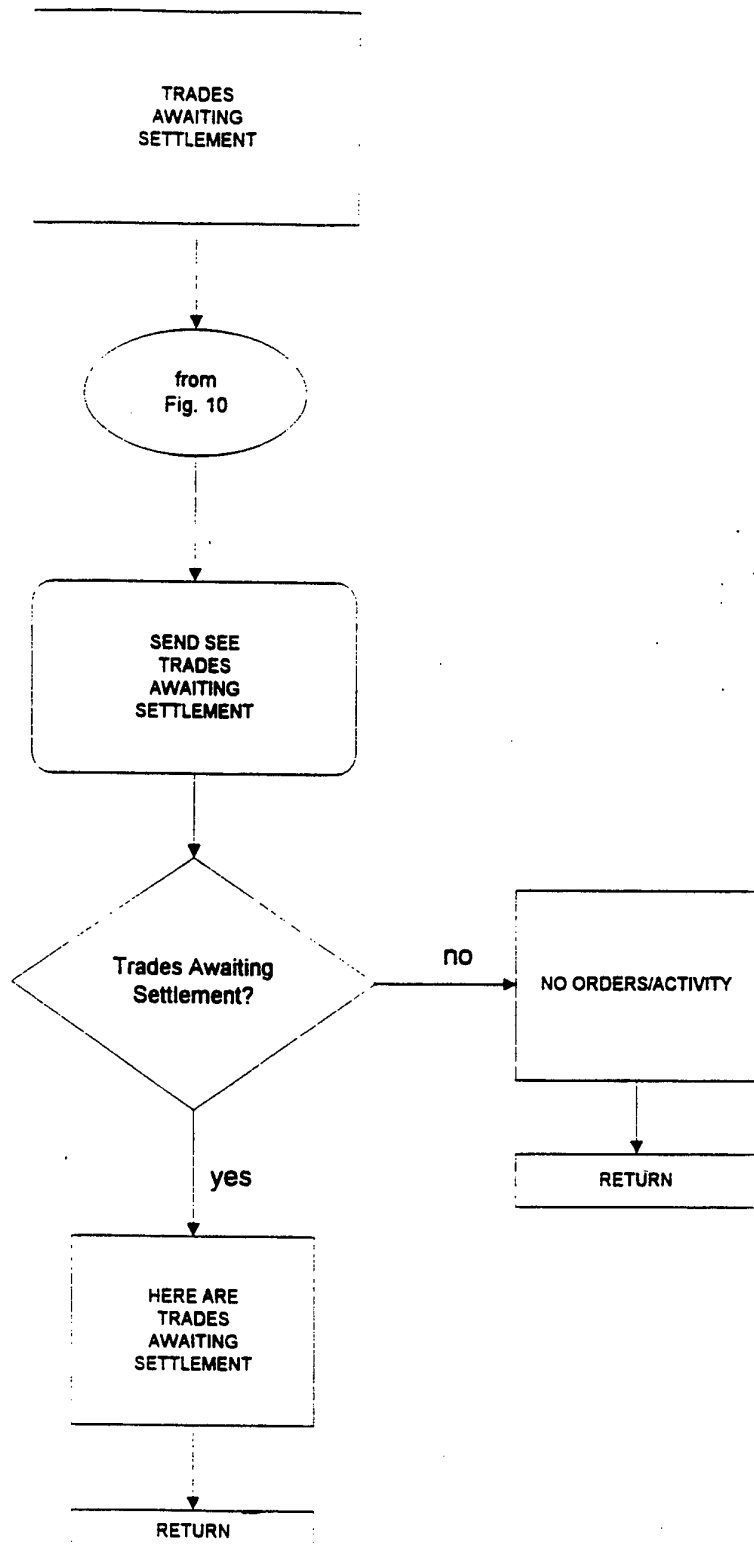 TRADES
AWAITING
SETTLEMENT
from
Fig. 10
SEND SEE
TRADES
AWAITING
SETTLEMENT
Trades Awaiting
Settlement?
no
NO ORDERS/ACTIVITY
RETURN
yes
HERE ARE
TRADES
AWAITING
SETTLEMENT
RETURN